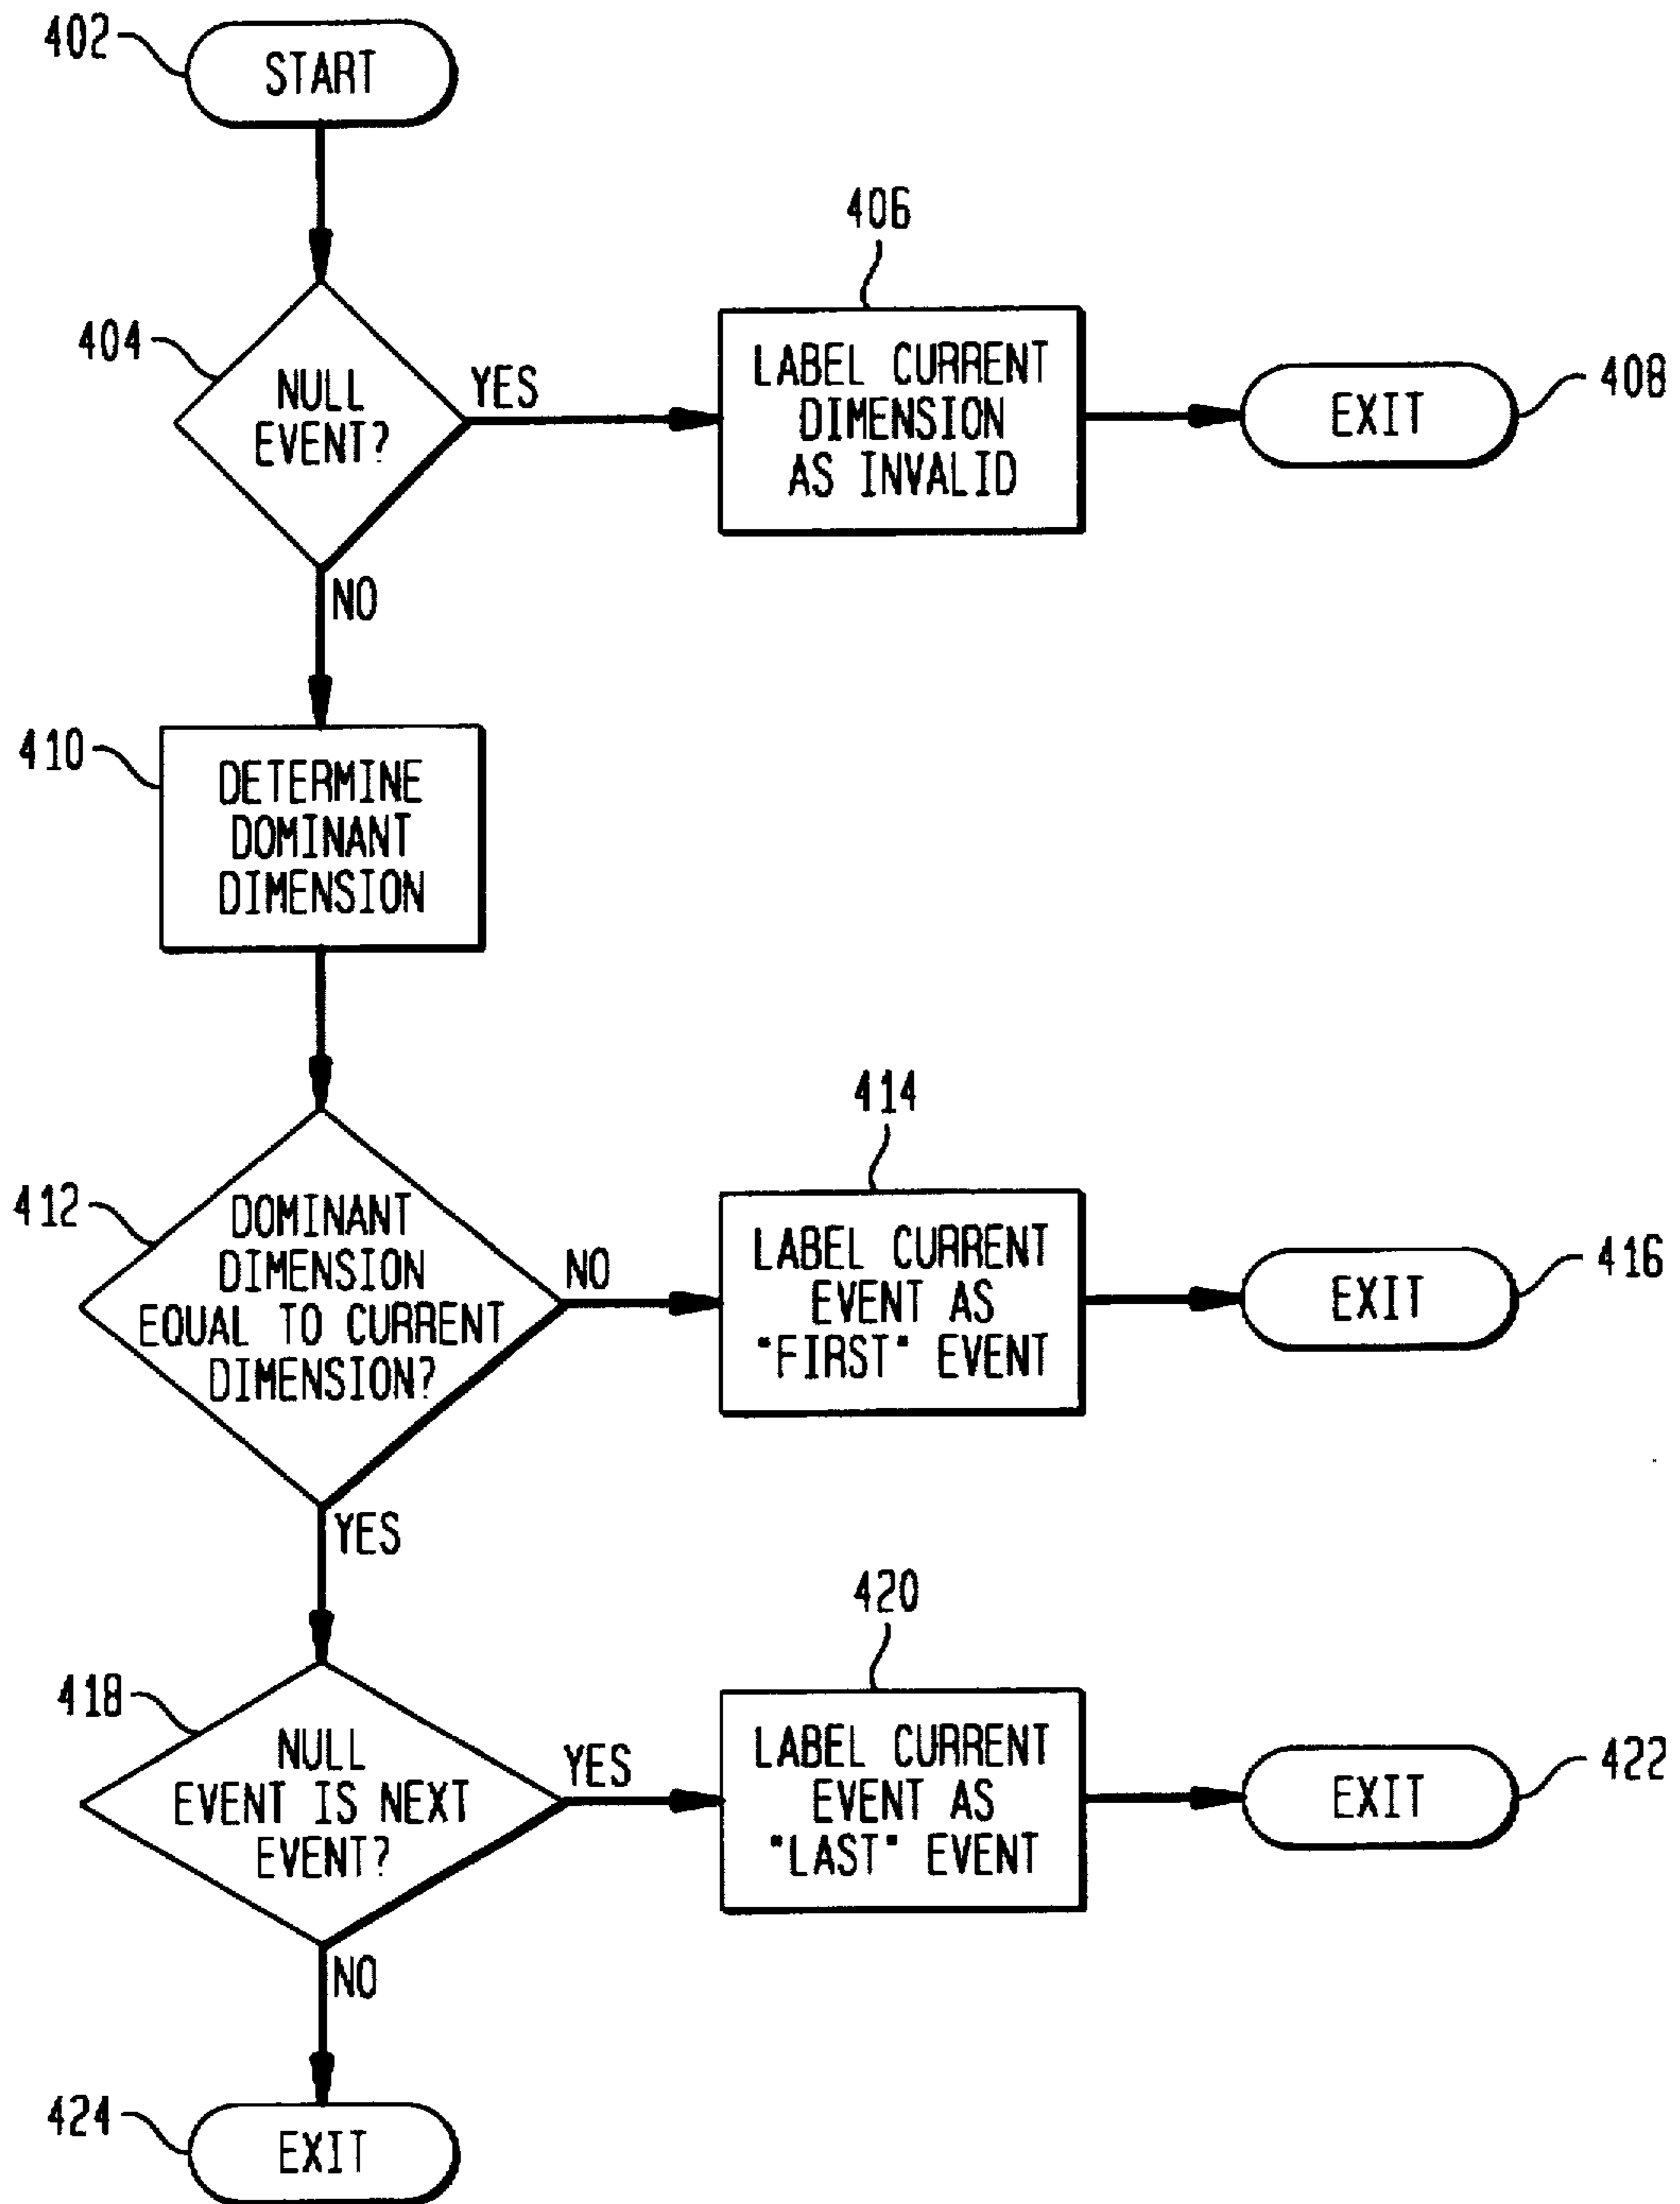 402
START
406
404
NULL
EVENT?
YES
LABEL CURRENT
DIMENSION
AS INVALID
EXIT
408
NO
410
DETERMINE
DOMINANT
DIMENSION
414
412
DOMINANT
DIMENSION
EQUAL TO CURRENT
DIMENSION?
NO
LABEL CURRENT
EVENT AS
"FIRST" EVENT
EXIT
416
YES
420
418
NULL
EVENT IS NEXT
EVENT?
YES
LABEL CURRENT
EVENT AS
"LAST" EVENT
EXIT
422
NO
424
EXIT